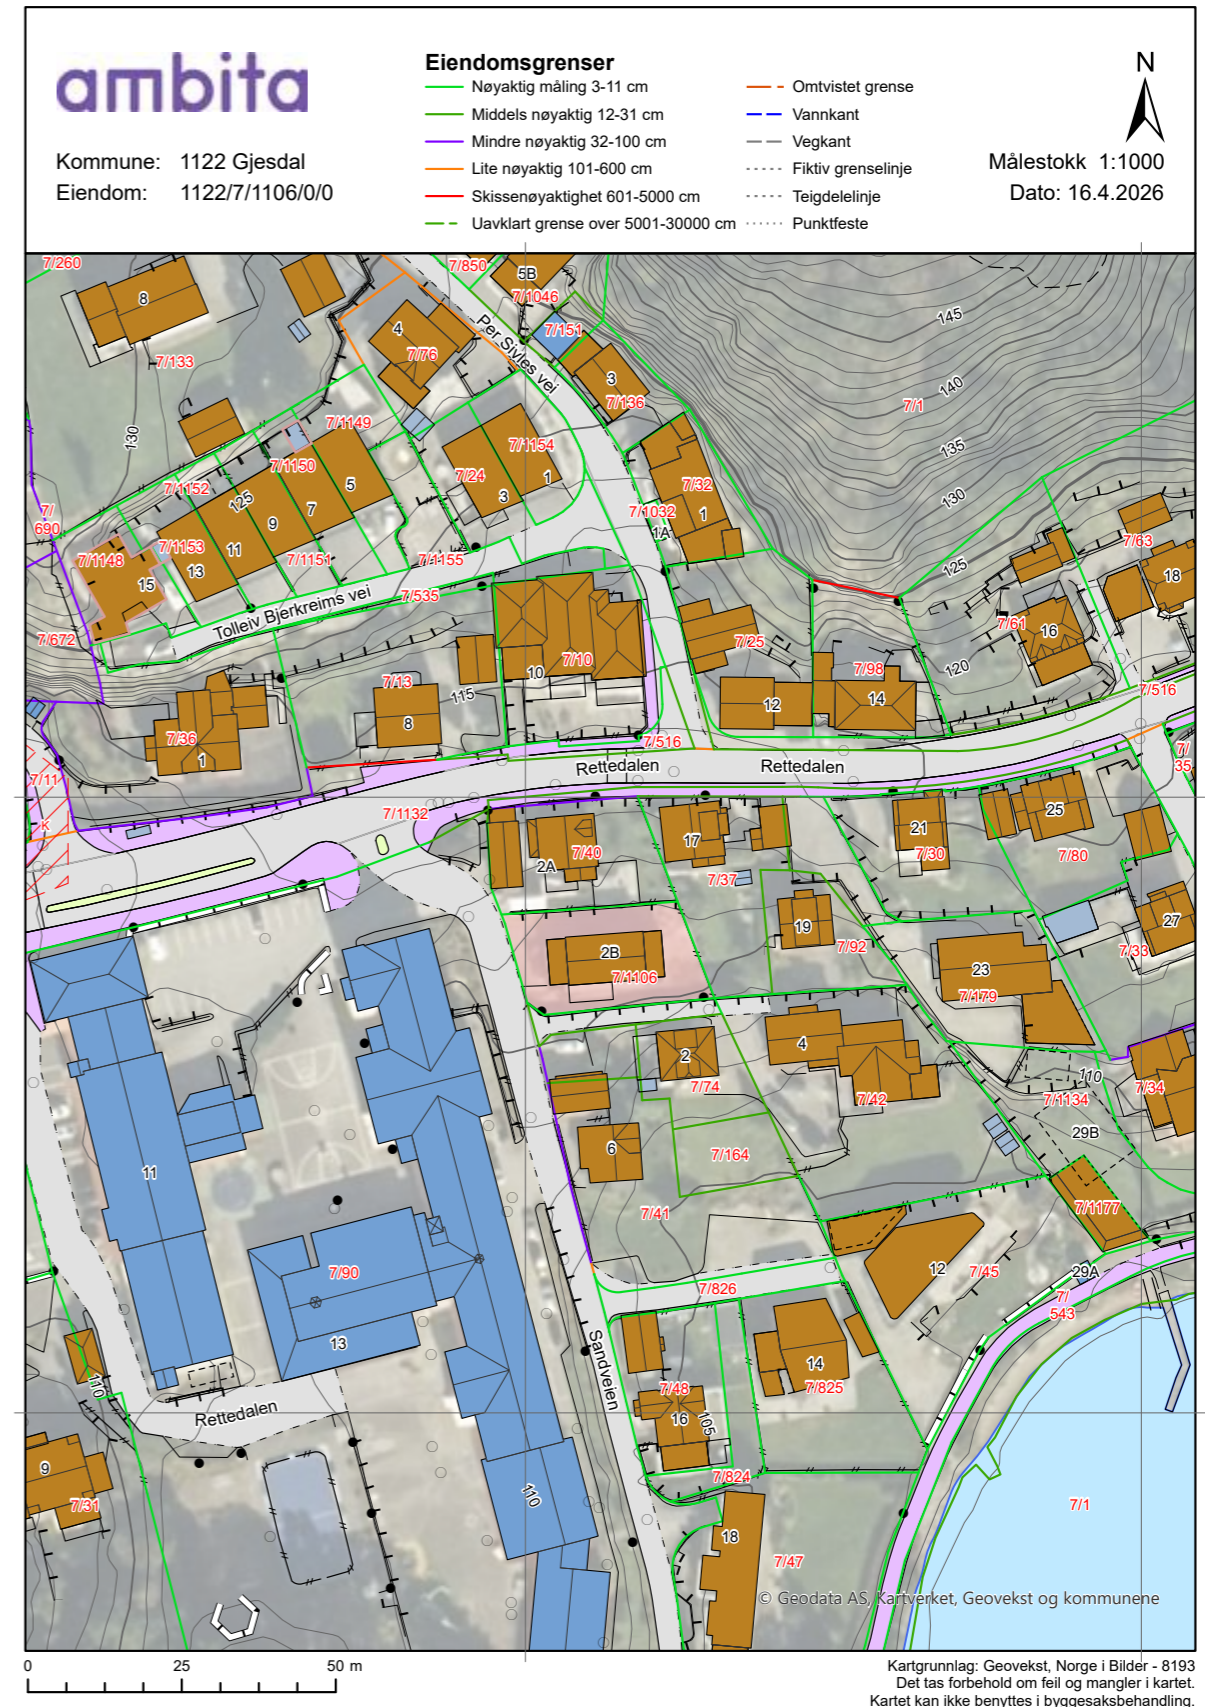 ambita
Kommune: 1122 Gjesdal
Eiendom: 1122/7/1106/0/0
Eiendomsgrenser
Nøyaktig måling 3-11 cm
Middels nøyaktig 12-31 cm
Mindre nøyaktig 32-100 cm
Lite nøyaktig 101-600 cm
Skissenøyaktighet 601-5000 cm
Uavklart grense over 5001-30000 cm
Omtvistet grense
Vannkant
Vegkant
Fiktiv grenselinje
Teigdelelinje
Punktfeste
N
Målestokk 1:1000
Dato: 16.4.2026
7/260
7/850
5B
7/1046
8
4
Per Sivles vei
7/151
145
7/133
7/76
3
7/136
140
7/1
130
7/1149
7/1154
135
7/1150
5
7/24
1
7/32
130
7/1152
125
7
3
7/1032
1
7/
690
9
1A
7/63
7/1148
7/1153
11
7/1151
7/1155
125
18
15
13
7/535
Tolleiv Bjerkreims vei
7/61
16
7/672
7/25
7/10
10
7/98
120
7/13
115
12
14
7/516
8
7/36
1
7/516
7/11
Rettedalen
Rettedalen
7/
35
K
7/1132
17
21
25
7/40
2A
7/30
7/80
7/37
19
27
2B
7/92
7/33
7/1106
23
7/179
2
4
110
7/74
7/42
7/1134
7/34
29B
6
7/164
11
7/41
7/1177
12
7/45
29A
7/90
7/826
7/
543
13
Sandveien
14
7/825
110
7/48
16
105
Rettedalen
9
7/824
7/31
110
18
7/47
7/1
© Geodata AS, Kartverket, Geovekst og kommunene
0 25 50 m
Kartgrunnlag: Geovekst, Norge i Bilder - 8193
Det tas forbehold om feil og mangler i kartet.
Kartet kan ikke benyttes i byggesaksbehandling.